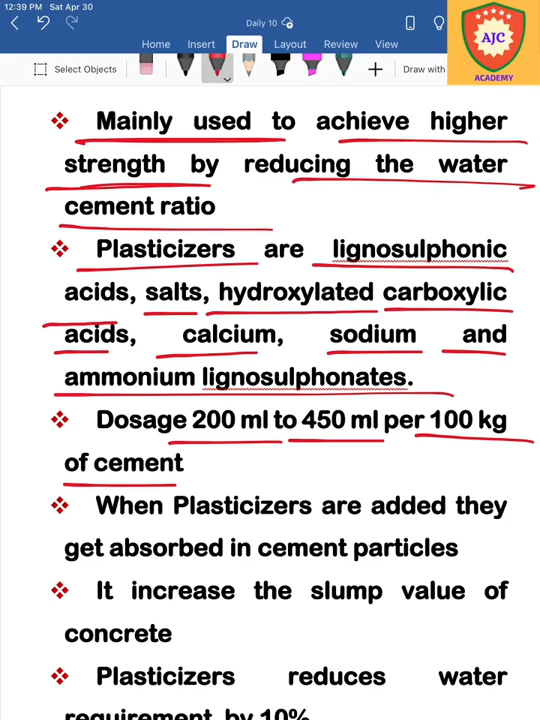 12:39 PM Sat Apr 30
Daily 10
Home Insert Draw Layout Review View
Select Objects
Draw with
AJC
ACADEMY
Mainly used to achieve higher
strength by reducing the water
cement ratio
Plasticizers are lignosulphonic
acids, salts, hydroxylated carboxylic
acids, calcium, sodium and
ammonium lignosulphonates.
Dosage 200 ml to 450 ml per 100 kg
of cement
When Plasticizers are added they
get absorbed in cement particles
It increase the slump value of
concrete
Plasticizers reduces water
requirement by 10%